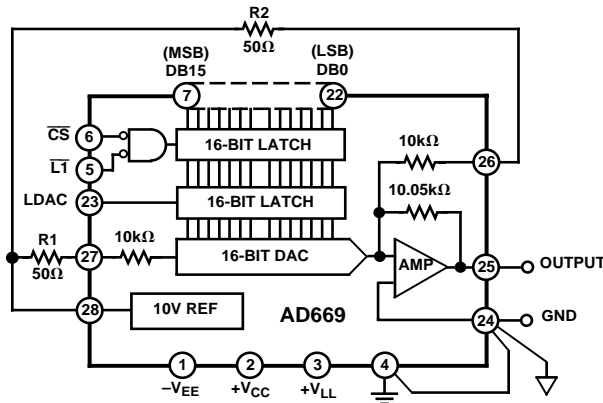 R2
50Ω
(MSB)
DB15
(LSB)
DB0
7
22
CS
6
L1
5
16-BIT LATCH
10kΩ
26
10.05kΩ
LDAC
23
16-BIT LATCH
R1
50Ω
27
10kΩ
16-BIT DAC
AMP
25
OUTPUT
28
10V REF
AD669
24
GND
1
2
3
4
–VEE
+VCC
+VLL